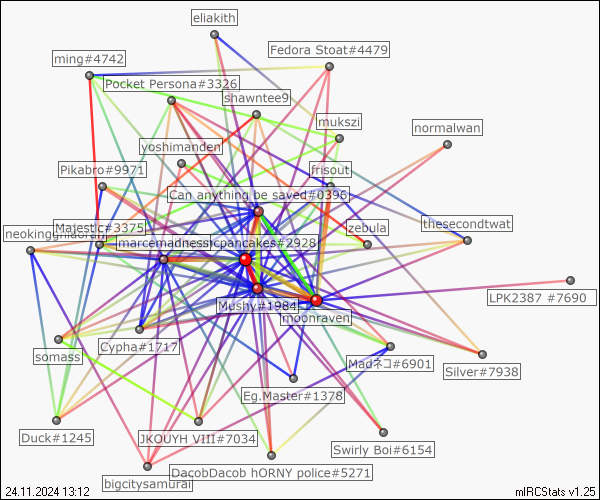 eliakith
Fedora Stoat#4479
ming#4742
Pocket Persona#3326
shawntee9
mukszi
normalwan
yoshimanden
Pikabro#9971
frisout
Can anything be saved#0396
thesecondtwat
Majestic#3375
zebula
marcemadness
pancakes#2928
LPK2387 #7690
Mushy#1984
moonraven
Cypha#1717
somass
Madネコ#6901
Silver#7938
Eg.Master#1378
Duck#1245
JKOUYH VIII#7034
Swirly Boi#6154
DacobDacob hORNY police#5271
bigcitysamurai
24.11.2024 13:12
mIRCStats v1.25